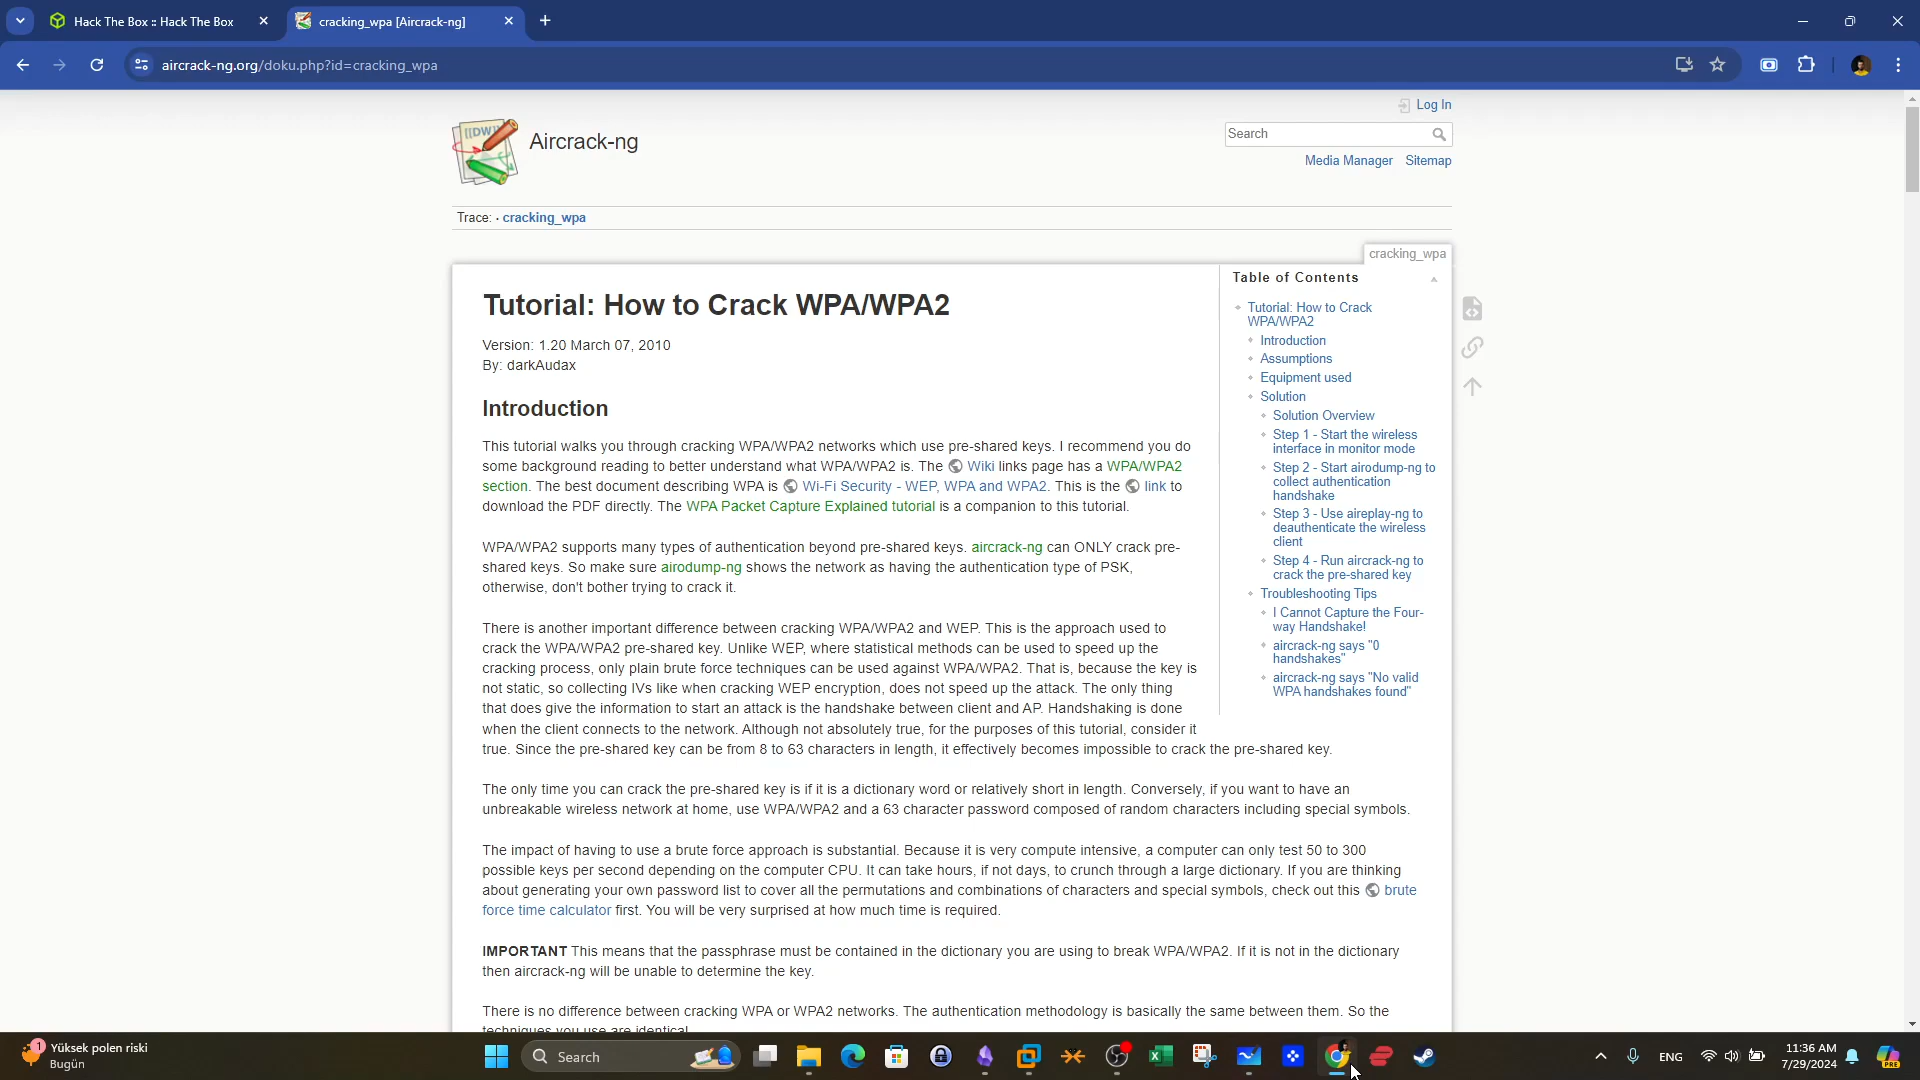 Hack The Box :: Hack The Box
cracking_wpa [Aircrack-ng]
aircrack-ng.org/doku.php?id=cracking_wpa
Log In
[[DW]]
Aircrack-ng
Search
Media Manager Sitemap
Trace: · cracking_wpa
cracking_wpa
Table of Contents
Tutorial: How to Crack
WPA/WPA2
Introduction
Assumptions
Equipment used
Solution
Solution Overview
Step 1 - Start the wireless
interface in monitor mode
Step 2 - Start airodump-ng to
collect authentication
handshake
Step 3 - Use aireplay-ng to
deauthenticate the wireless
client
Step 4 - Run aircrack-ng to
crack the pre-shared key
Troubleshooting Tips
I Cannot Capture the Four-
way Handshake!
aircrack-ng says "0
handshakes"
aircrack-ng says "No valid
WPA handshakes found"
Tutorial: How to Crack WPA/WPA2
Version: 1.20 March 07, 2010
By: darkAudax
Introduction
This tutorial walks you through cracking WPA/WPA2 networks which use pre-shared keys. I recommend you do
some background reading to better understand what WPA/WPA2 is. The Wiki links page has a WPA/WPA2
section. The best document describing WPA is Wi-Fi Security - WEP, WPA and WPA2. This is the link to
download the PDF directly. The WPA Packet Capture Explained tutorial is a companion to this tutorial.
WPA/WPA2 supports many types of authentication beyond pre-shared keys. aircrack-ng can ONLY crack pre-
shared keys. So make sure airodump-ng shows the network as having the authentication type of PSK,
otherwise, don't bother trying to crack it.
There is another important difference between cracking WPA/WPA2 and WEP. This is the approach used to
crack the WPA/WPA2 pre-shared key. Unlike WEP, where statistical methods can be used to speed up the
cracking process, only plain brute force techniques can be used against WPA/WPA2. That is, because the key is
not static, so collecting IVs like when cracking WEP encryption, does not speed up the attack. The only thing
that does give the information to start an attack is the handshake between client and AP. Handshaking is done
when the client connects to the network. Although not absolutely true, for the purposes of this tutorial, consider it
true. Since the pre-shared key can be from 8 to 63 characters in length, it effectively becomes impossible to crack the pre-shared key.
The only time you can crack the pre-shared key is if it is a dictionary word or relatively short in length. Conversely, if you want to have an
unbreakable wireless network at home, use WPA/WPA2 and a 63 character password composed of random characters including special symbols.
The impact of having to use a brute force approach is substantial. Because it is very compute intensive, a computer can only test 50 to 300
possible keys per second depending on the computer CPU. It can take hours, if not days, to crunch through a large dictionary. If you are thinking
about generating your own password list to cover all the permutations and combinations of characters and special symbols, check out this brute
force time calculator first. You will be very surprised at how much time is required.
IMPORTANT This means that the passphrase must be contained in the dictionary you are using to break WPA/WPA2. If it is not in the dictionary
then aircrack-ng will be unable to determine the key.
There is no difference between cracking WPA or WPA2 networks. The authentication methodology is basically the same between them. So the
techniques you use are identical.
1
Yüksek polen riski
Bugün
Search
ENG
11:36 AM
7/29/2024
PRE